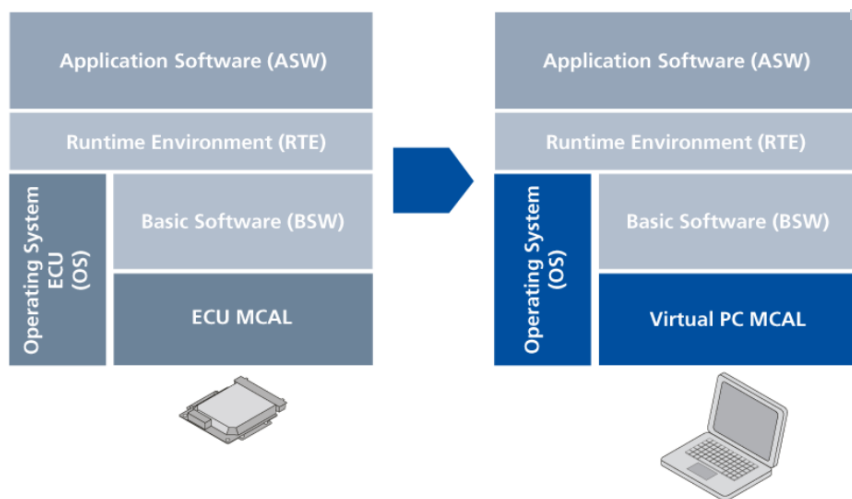 Application Software (ASW)
Runtime Environment (RTE)
Operating System
ECU
(OS)
Basic Software (BSW)
ECU MCAL
Application Software (ASW)
Runtime Environment (RTE)
Operating System
(OS)
Basic Software (BSW)
Virtual PC MCAL